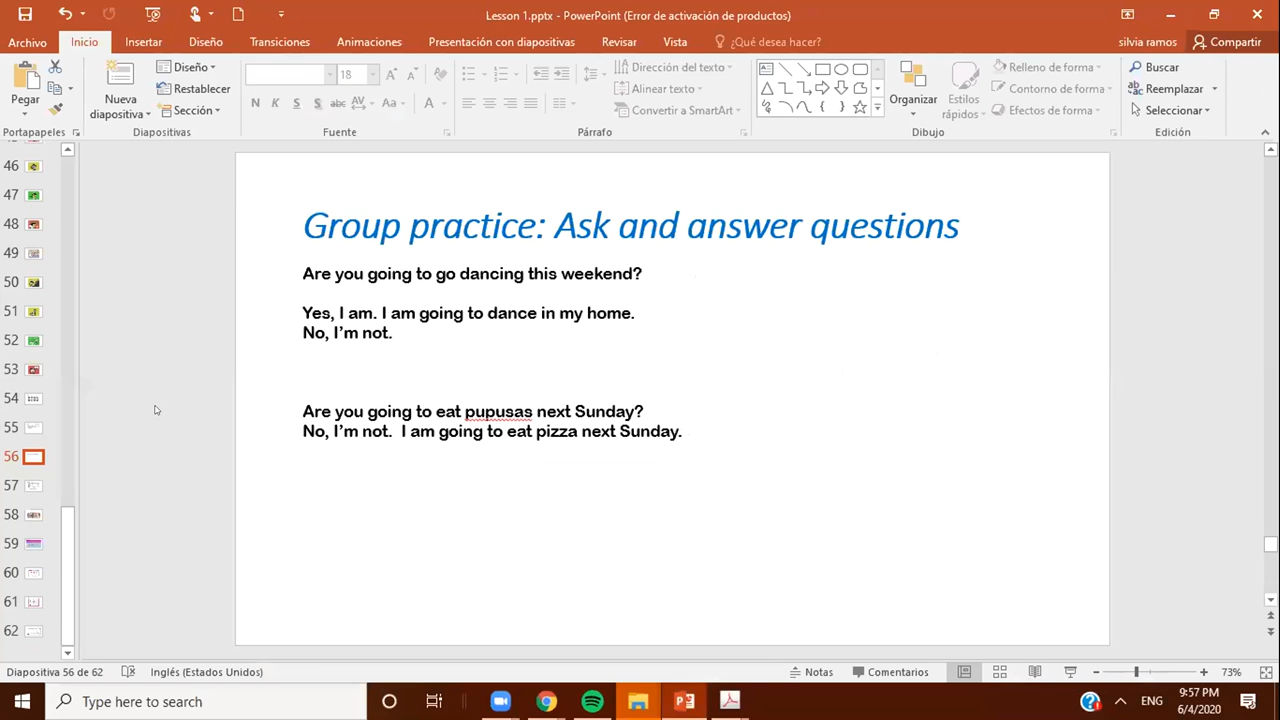 Lesson 1.pptx - PowerPoint (Error de activación de productos)
Archivo
Inicio
Insertar
Diseño
Transiciones
Animaciones
Presentación con diapositivas
Revisar
Vista
¿Qué desea hacer?
silvia ramos
Compartir
Pegar
Nueva diapositiva
Diseño
Restablecer
Sección
18
N K S S abc AV Aa A
Dirección del texto
Alinear texto
Convertir a SmartArt
Organizar
Estilos rápidos
Relleno de forma
Contorno de forma
Efectos de forma
Buscar
Reemplazar
Seleccionar
Portapapeles
Diapositivas
Fuente
Párrafo
Dibujo
Edición
46
47
48
49
50
51
52
53
54
55
56
57
58
59
60
61
62
Group practice: Ask and answer questions
Are you going to go dancing this weekend?
Yes, I am. I am going to dance in my home.
No, I'm not.
Are you going to eat pupusas next Sunday?
No, I'm not.  I am going to eat pizza next Sunday.
Diapositiva 56 de 62
Inglés (Estados Unidos)
Notas
Comentarios
73%
Type here to search
ENG
9:57 PM
6/4/2020